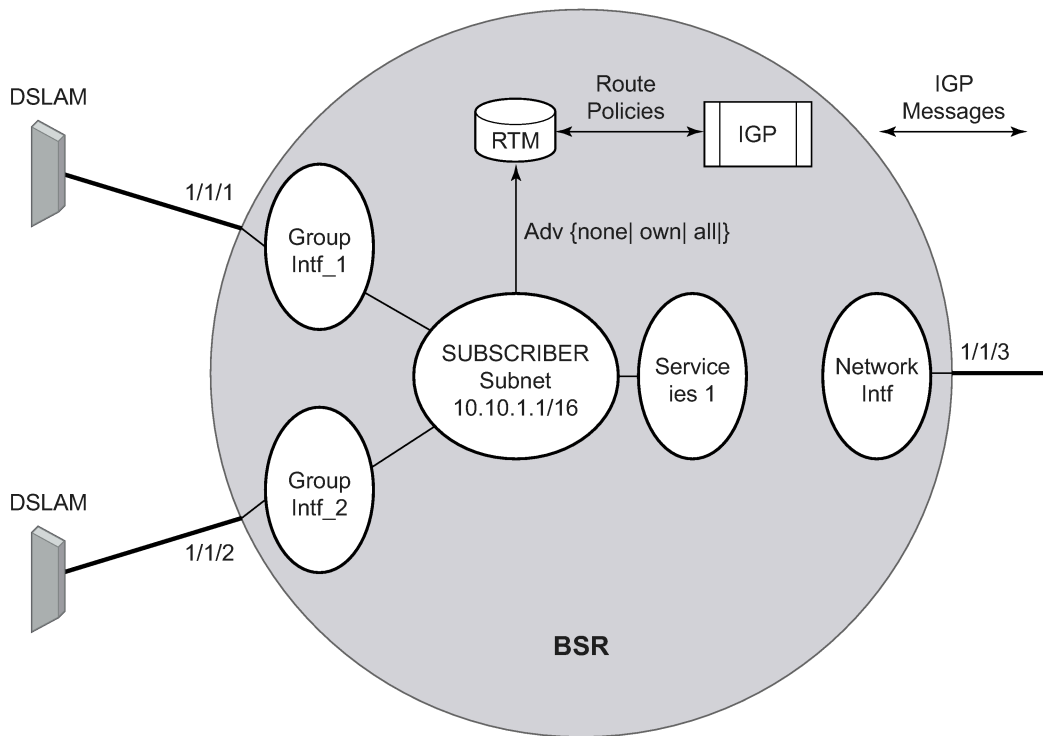 DSLAM
1/1/1
Group
Intf_1
RTM
Route
Policies
IGP
IGP
Messages
Adv {none| own| all|}
SUBSCRIBER
Subnet
10.10.1.1/16
Service
ies 1
Network
Intf
1/1/3
Group
Intf_2
DSLAM
1/1/2
BSR